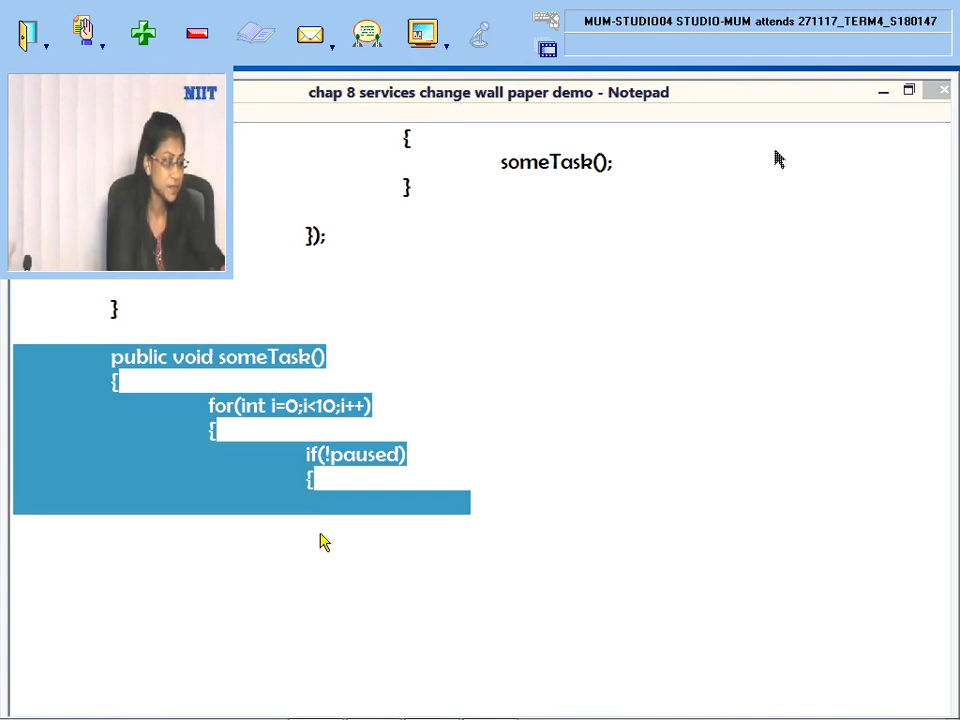 MUM-STUDIO04 STUDIO-MUM attends 271117_TERM4_S180147
NIIT
chap 8 services change wall paper demo - Notepad
{
someTask();
}
});
}
public void someTask()
{
for(int i=0;i<10;i++)
{
if(!paused)
{